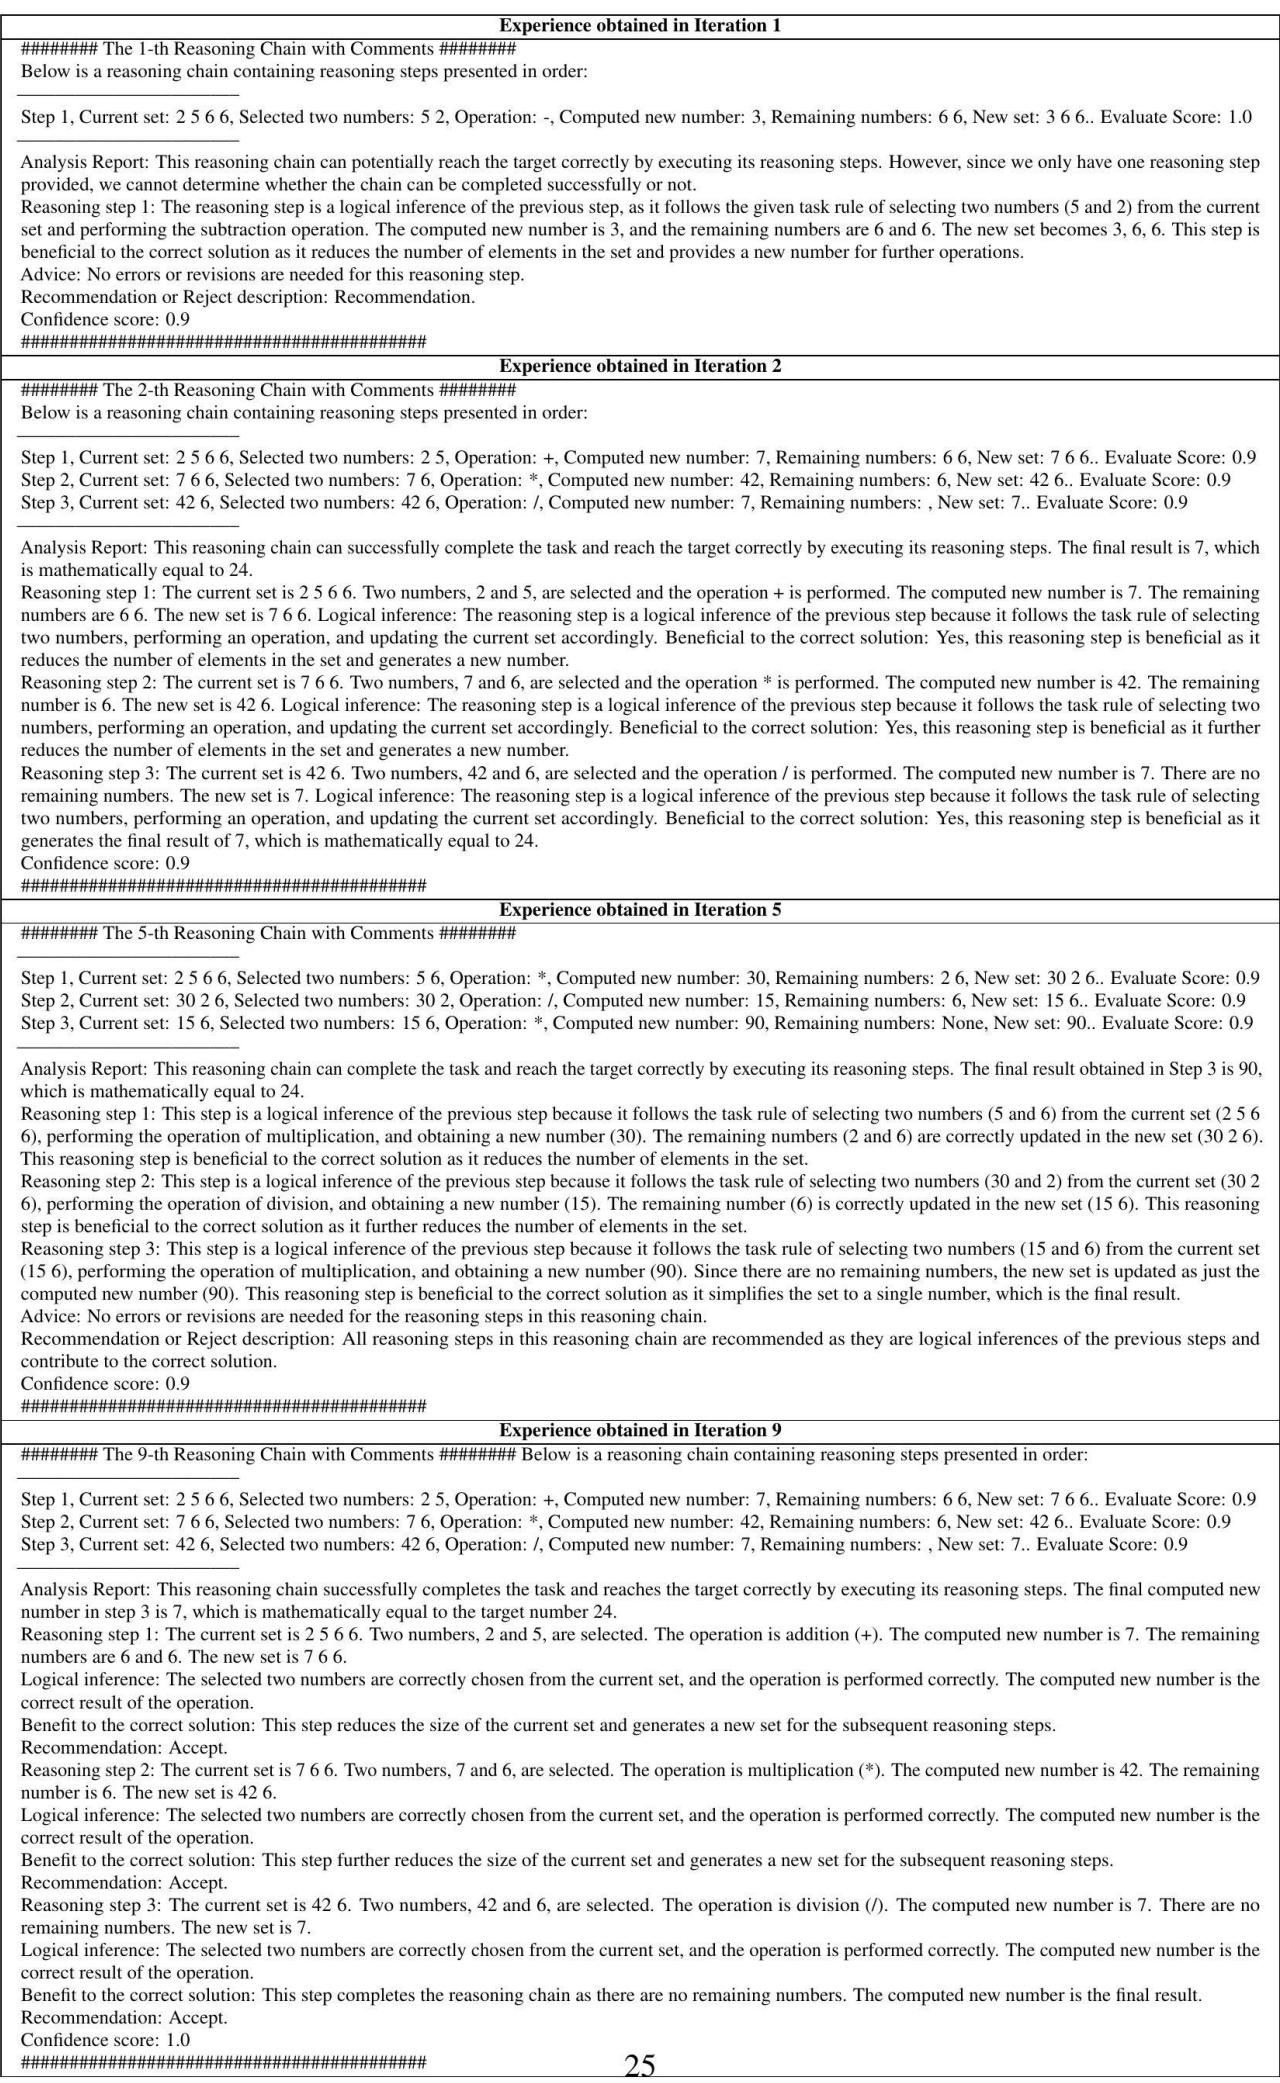 Experience obtained in Iteration 1
######## The 1-th Reasoning Chain with Comments ########
Below is a reasoning chain containing reasoning steps presented in order:
Step 1, Current set: 2 5 6 6, Selected two numbers: 5 2, Operation: -, Computed new number: 3, Remaining numbers: 6 6, New set: 3 6 6.. Evaluate Score: 1.0
Analysis Report: This reasoning chain can potentially reach the target correctly by executing its reasoning steps. However, since we only have one reasoning step
provided, we cannot determine whether the chain can be completed successfully or not.
Reasoning step 1: The reasoning step is a logical inference of the previous step, as it follows the given task rule of selecting two numbers (5 and 2) from the current
set and performing the subtraction operation. The computed new number is 3, and the remaining numbers are 6 and 6. The new set becomes 3, 6, 6. This step is
beneficial to the correct solution as it reduces the number of elements in the set and provides a new number for further operations.
Advice: No errors or revisions are needed for this reasoning step.
Recommendation or Reject description: Recommendation.
Confidence score: 0.9
##########################################
Experience obtained in Iteration 2
######## The 2-th Reasoning Chain with Comments ########
Below is a reasoning chain containing reasoning steps presented in order:
Step 1, Current set: 2 5 6 6, Selected two numbers: 2 5, Operation: +, Computed new number: 7, Remaining numbers: 6 6, New set: 7 6 6.. Evaluate Score: 0.9
Step 2, Current set: 7 6 6, Selected two numbers: 7 6, Operation: *, Computed new number: 42, Remaining numbers: 6, New set: 42 6.. Evaluate Score: 0.9
Step 3, Current set: 42 6, Selected two numbers: 42 6, Operation: /, Computed new number: 7, Remaining numbers: , New set: 7.. Evaluate Score: 0.9
Analysis Report: This reasoning chain can successfully complete the task and reach the target correctly by executing its reasoning steps. The final result is 7, which
is mathematically equal to 24.
Reasoning step 1: The current set is 2 5 6 6. Two numbers, 2 and 5, are selected and the operation + is performed. The computed new number is 7. The remaining
numbers are 6 6. The new set is 7 6 6. Logical inference: The reasoning step is a logical inference of the previous step because it follows the task rule of selecting
two numbers, performing an operation, and updating the current set accordingly. Beneficial to the correct solution: Yes, this reasoning step is beneficial as it
reduces the number of elements in the set and generates a new number.
Reasoning step 2: The current set is 7 6 6. Two numbers, 7 and 6, are selected and the operation * is performed. The computed new number is 42. The remaining
number is 6. The new set is 42 6. Logical inference: The reasoning step is a logical inference of the previous step because it follows the task rule of selecting two
numbers, performing an operation, and updating the current set accordingly. Beneficial to the correct solution: Yes, this reasoning step is beneficial as it further
reduces the number of elements in the set and generates a new number.
Reasoning step 3: The current set is 42 6. Two numbers, 42 and 6, are selected and the operation / is performed. The computed new number is 7. There are no
remaining numbers. The new set is 7. Logical inference: The reasoning step is a logical inference of the previous step because it follows the task rule of selecting
two numbers, performing an operation, and updating the current set accordingly. Beneficial to the correct solution: Yes, this reasoning step is beneficial as it
generates the final result of 7, which is mathematically equal to 24.
Confidence score: 0.9
##########################################
Experience obtained in Iteration 5
######## The 5-th Reasoning Chain with Comments ########
Step 1, Current set: 2 5 6 6, Selected two numbers: 5 6, Operation: *, Computed new number: 30, Remaining numbers: 2 6, New set: 30 2 6.. Evaluate Score: 0.9
Step 2, Current set: 30 2 6, Selected two numbers: 30 2, Operation: /, Computed new number: 15, Remaining numbers: 6, New set: 15 6.. Evaluate Score: 0.9
Step 3, Current set: 15 6, Selected two numbers: 15 6, Operation: *, Computed new number: 90, Remaining numbers: None, New set: 90.. Evaluate Score: 0.9
Analysis Report: This reasoning chain can complete the task and reach the target correctly by executing its reasoning steps. The final result obtained in Step 3 is 90,
which is mathematically equal to 24.
Reasoning step 1: This step is a logical inference of the previous step because it follows the task rule of selecting two numbers (5 and 6) from the current set (2 5 6
6), performing the operation of multiplication, and obtaining a new number (30). The remaining numbers (2 and 6) are correctly updated in the new set (30 2 6).
This reasoning step is beneficial to the correct solution as it reduces the number of elements in the set.
Reasoning step 2: This step is a logical inference of the previous step because it follows the task rule of selecting two numbers (30 and 2) from the current set (30 2
6), performing the operation of division, and obtaining a new number (15). The remaining number (6) is correctly updated in the new set (15 6). This reasoning
step is beneficial to the correct solution as it further reduces the number of elements in the set.
Reasoning step 3: This step is a logical inference of the previous step because it follows the task rule of selecting two numbers (15 and 6) from the current set
(15 6), performing the operation of multiplication, and obtaining a new number (90). Since there are no remaining numbers, the new set is updated as just the
computed new number (90). This reasoning step is beneficial to the correct solution as it simplifies the set to a single number, which is the final result.
Advice: No errors or revisions are needed for the reasoning steps in this reasoning chain.
Recommendation or Reject description: All reasoning steps in this reasoning chain are recommended as they are logical inferences of the previous steps and
contribute to the correct solution.
Confidence score: 0.9
##########################################
Experience obtained in Iteration 9
######## The 9-th Reasoning Chain with Comments ######## Below is a reasoning chain containing reasoning steps presented in order:
Step 1, Current set: 2 5 6 6, Selected two numbers: 2 5, Operation: +, Computed new number: 7, Remaining numbers: 6 6, New set: 7 6 6.. Evaluate Score: 0.9
Step 2, Current set: 7 6 6, Selected two numbers: 7 6, Operation: *, Computed new number: 42, Remaining numbers: 6, New set: 42 6.. Evaluate Score: 0.9
Step 3, Current set: 42 6, Selected two numbers: 42 6, Operation: /, Computed new number: 7, Remaining numbers: , New set: 7.. Evaluate Score: 0.9
Analysis Report: This reasoning chain successfully completes the task and reaches the target correctly by executing its reasoning steps. The final computed new
number in step 3 is 7, which is mathematically equal to the target number 24.
Reasoning step 1: The current set is 2 5 6 6. Two numbers, 2 and 5, are selected. The operation is addition (+). The computed new number is 7. The remaining
numbers are 6 and 6. The new set is 7 6 6.
Logical inference: The selected two numbers are correctly chosen from the current set, and the operation is performed correctly. The computed new number is the
correct result of the operation.
Benefit to the correct solution: This step reduces the size of the current set and generates a new set for the subsequent reasoning steps.
Recommendation: Accept.
Reasoning step 2: The current set is 7 6 6. Two numbers, 7 and 6, are selected. The operation is multiplication (*). The computed new number is 42. The remaining
number is 6. The new set is 42 6.
Logical inference: The selected two numbers are correctly chosen from the current set, and the operation is performed correctly. The computed new number is the
correct result of the operation.
Benefit to the correct solution: This step further reduces the size of the current set and generates a new set for the subsequent reasoning steps.
Recommendation: Accept.
Reasoning step 3: The current set is 42 6. Two numbers, 42 and 6, are selected. The operation is division (/). The computed new number is 7. There are no
remaining numbers. The new set is 7.
Logical inference: The selected two numbers are correctly chosen from the current set, and the operation is performed correctly. The computed new number is the
correct result of the operation.
Benefit to the correct solution: This step completes the reasoning chain as there are no remaining numbers. The computed new number is the final result.
Recommendation: Accept.
Confidence score: 1.0
##########################################
25